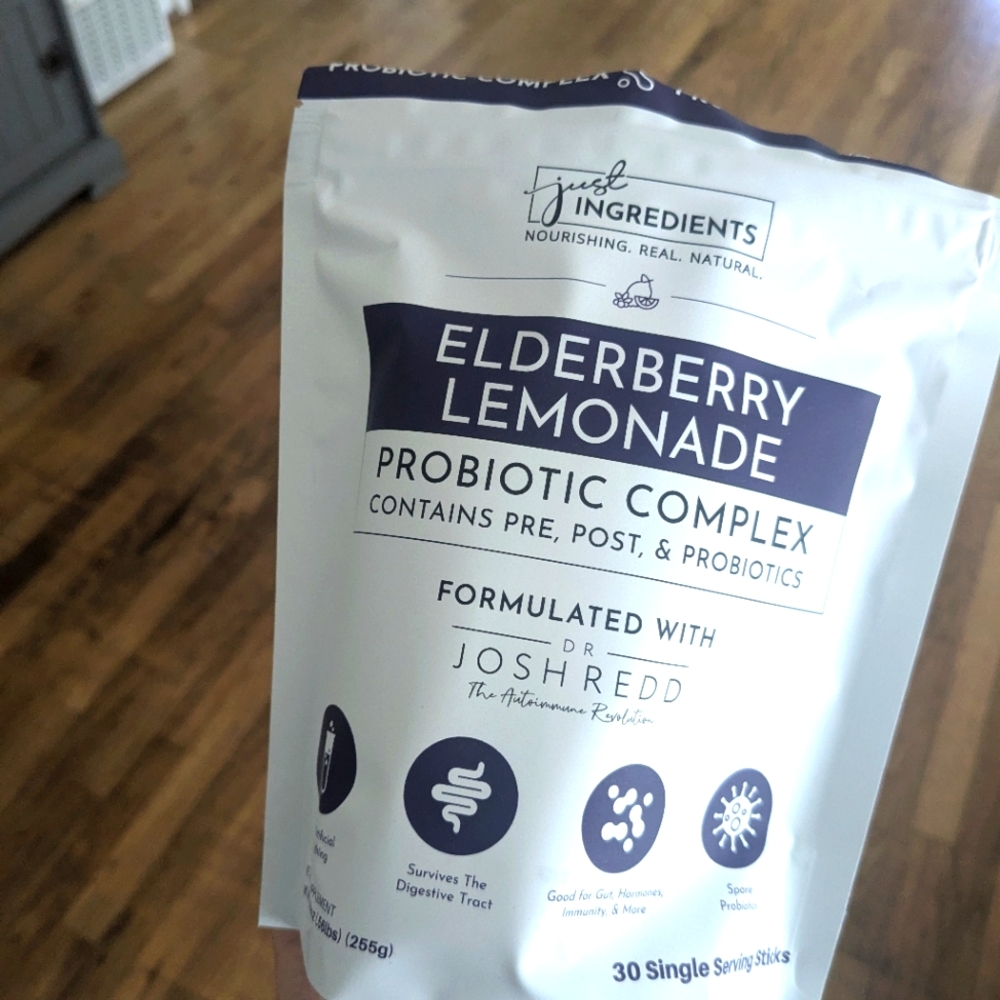 PROBIOTIC COMPLEX
just
INGREDIENTS
NOURISHING. REAL. NATURAL.
ELDERBERRY
LEMONADE
PROBIOTIC COMPLEX
CONTAINS PRE, POST, & PROBIOTICS
FORMULATED WITH
DR
JOSH REDD
The Autoimmune Revolution
Survives The
Digestive Tract
Good for Gut, Hormones,
Immunity, & More
Spore
(255g)
30 Single Serving Sticks